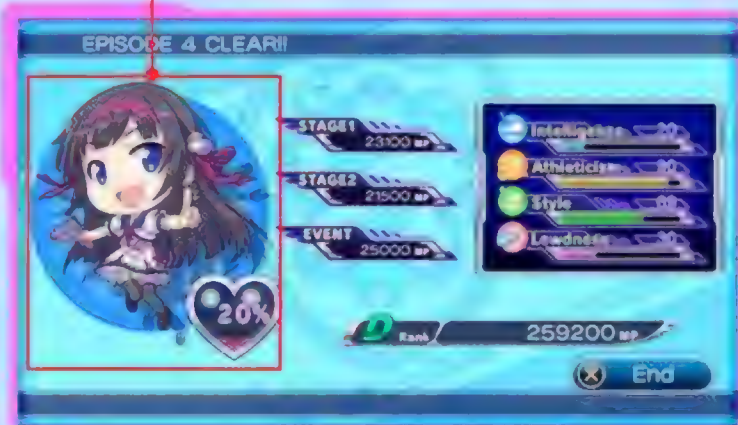 EPISODE 4 CLEAR!!
STAGE1
23100 MP
STAGE2
21500 MP
EVENT
25000 MP
20%
Intelligence
Athleticism
Style
Lewdness
D Rank 259200 MP
End